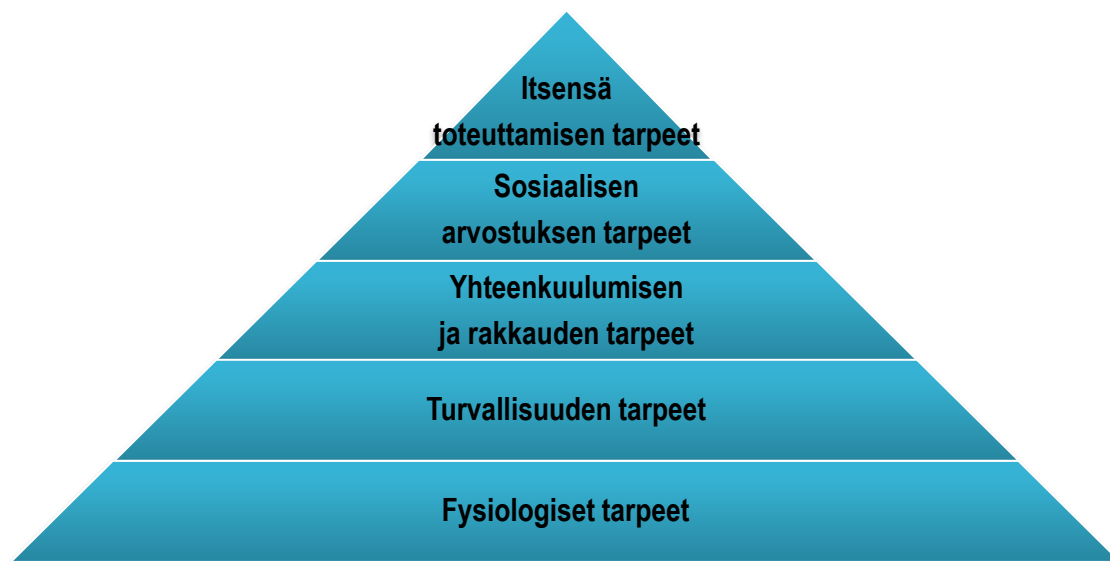 Itsensä
toteuttamisen tarpeet
Sosiaalisen
arvostuksen tarpeet
Yhteenkuulumisen
ja rakkauden tarpeet
Turvallisuuden tarpeet
Fysiologiset tarpeet